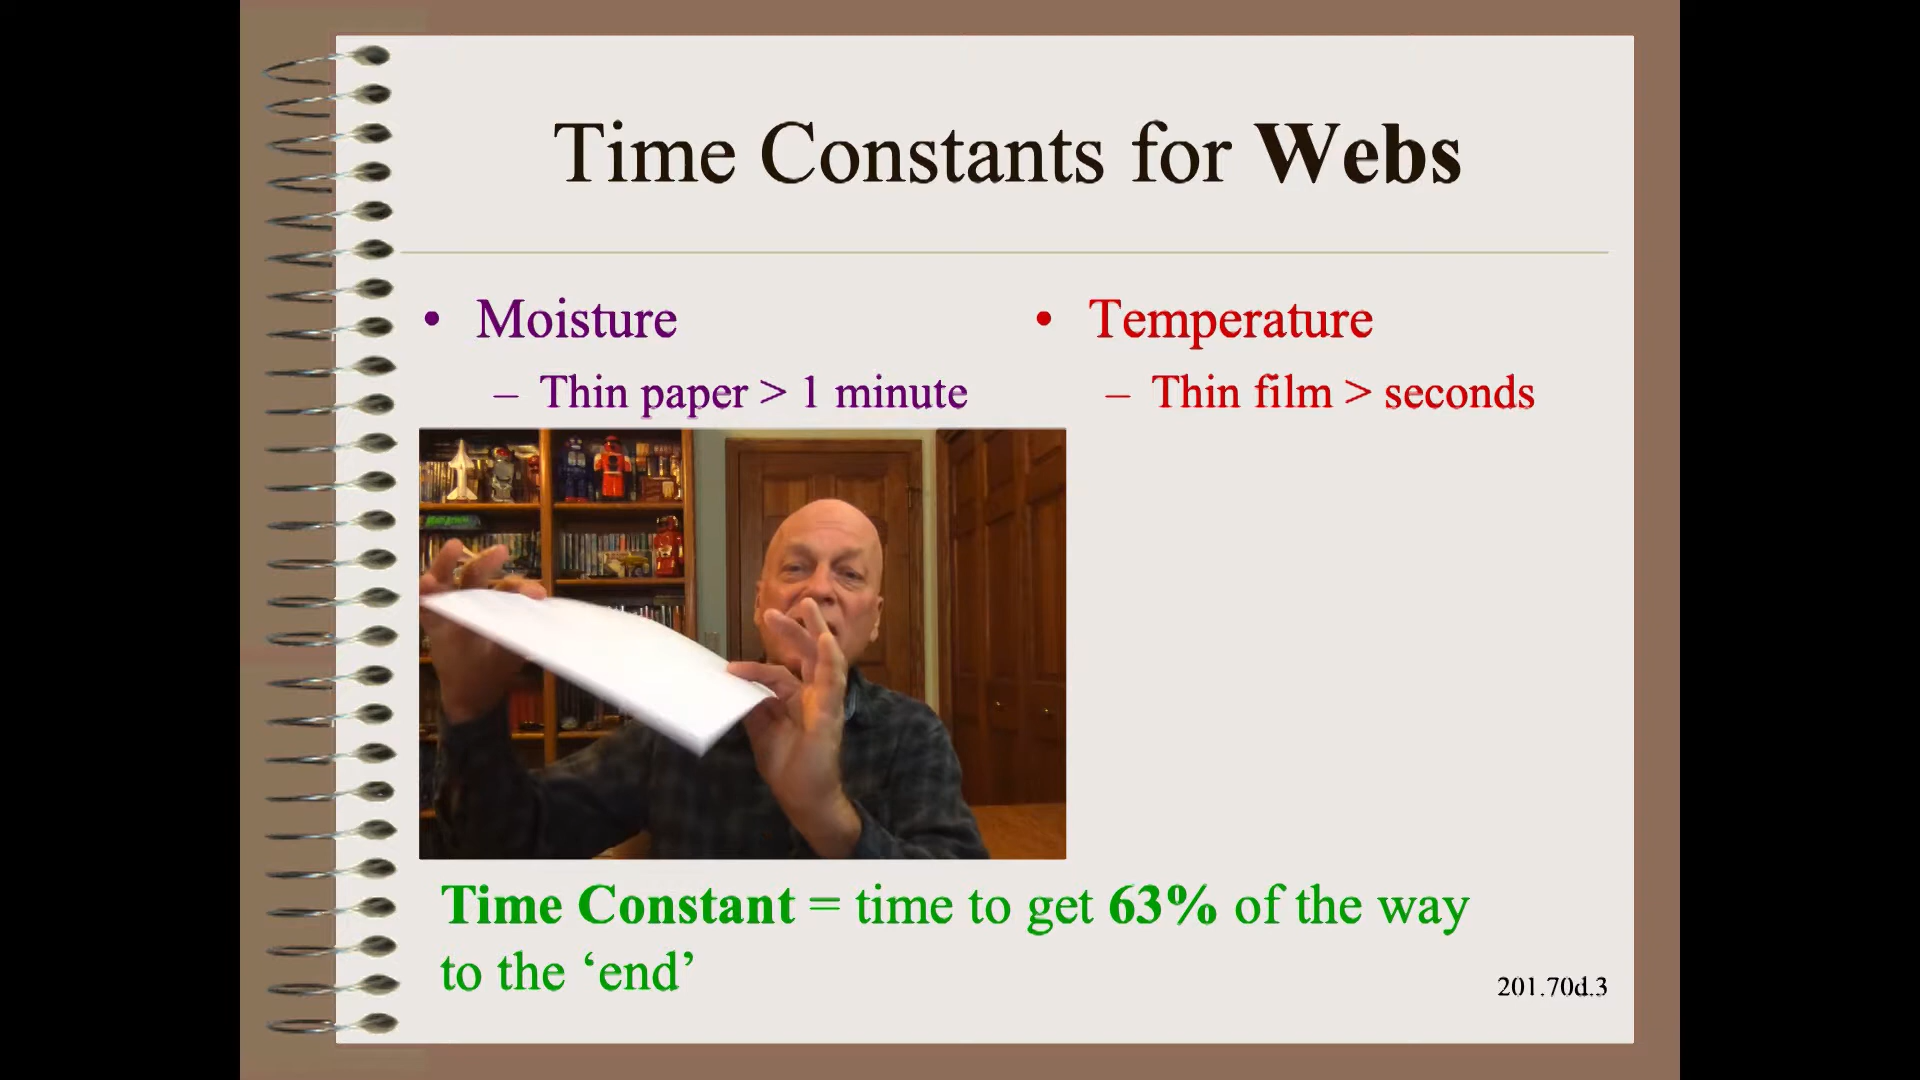 Time Constants for Webs
• Moisture
– Thin paper > 1 minute
• Temperature
– Thin film > seconds
Time Constant = time to get 63% of the way
to the ‘end’
201.70d.3